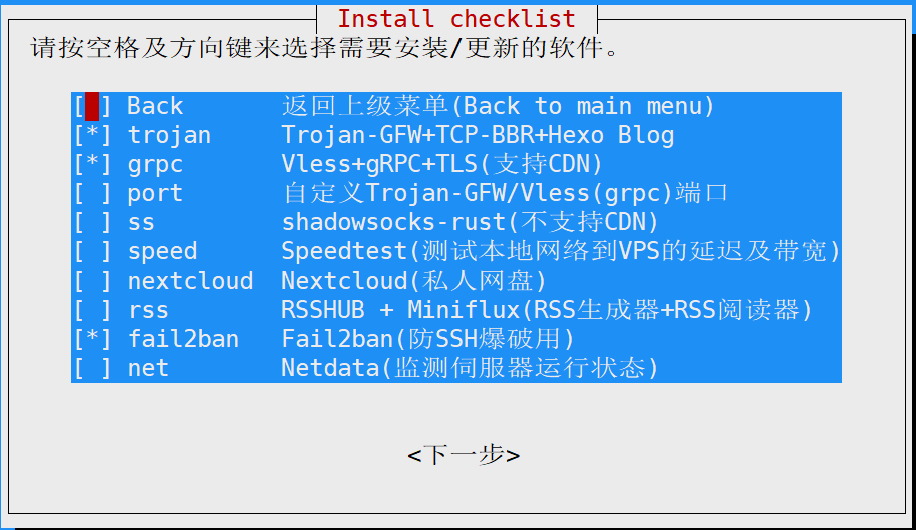 Install checklist
请按空格及方向键来选择需要安装/更新的软件。
[ ] Back 返回上级菜单(Back to main menu)
[*] trojan Trojan-GFW+TCP-BBR+Hexo Blog
[*] grpc Vless+gRPC+TLS(支持CDN)
[ ] port 自定义Trojan-GFW/Vless(grpc)端口
[ ] ss shadowsocks-rust(不支持CDN)
[ ] speed Speedtest(测试本地网络到VPS的延迟及带宽)
[ ] nextcloud Nextcloud(私人网盘)
[ ] rss RSSHUB + Miniflux(RSS生成器+RSS阅读器)
[*] fail2ban Fail2ban(防SSH爆破用)
[ ] net Netdata(监测伺服器运行状态)
<下一步>